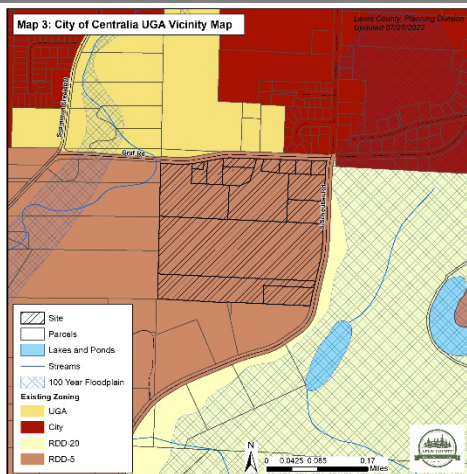 Map 3: City of Centralia UGA Vicinity Map
Lewis County, Planning Division
Updated 07/27/2022
Graf Rd
Site
Parcels
Lakes and Ponds
Streams
100 Year Floodplain
Existing Zoning
UGA
City
RDD-20
RDD-5
N
0 0.0425 0.085 0.17
Miles
LEWIS COUNTY